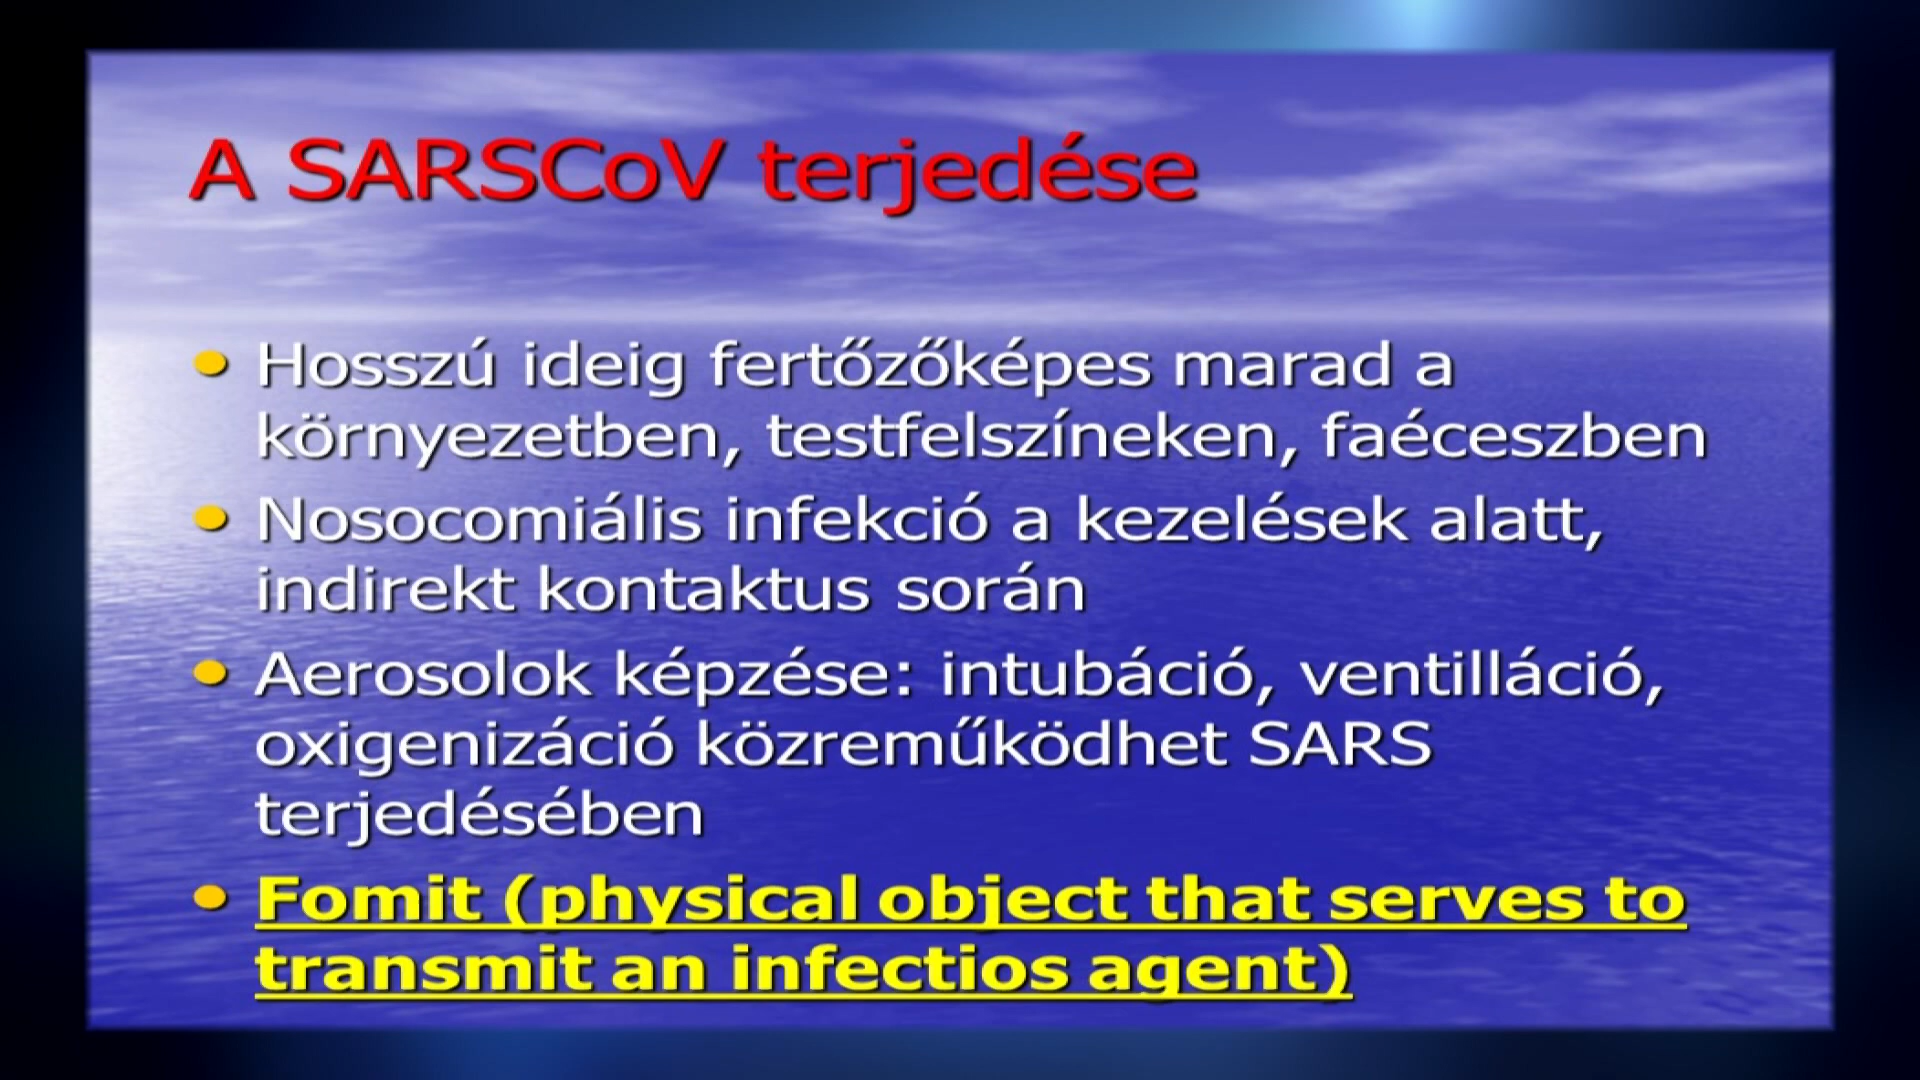 A SARSCoV terjedése
• Hosszú ideig fertőzőképes marad a
környezetben, testfelszíneken, faéceszben
• Nosocomiális infekció a kezelések alatt,
indirekt kontaktus során
• Aerosolok képzése: intubáció, ventilláció,
oxigenizáció közreműködhet SARS
terjedésében
• Fomit (physical object that serves to
transmit an infectios agent)